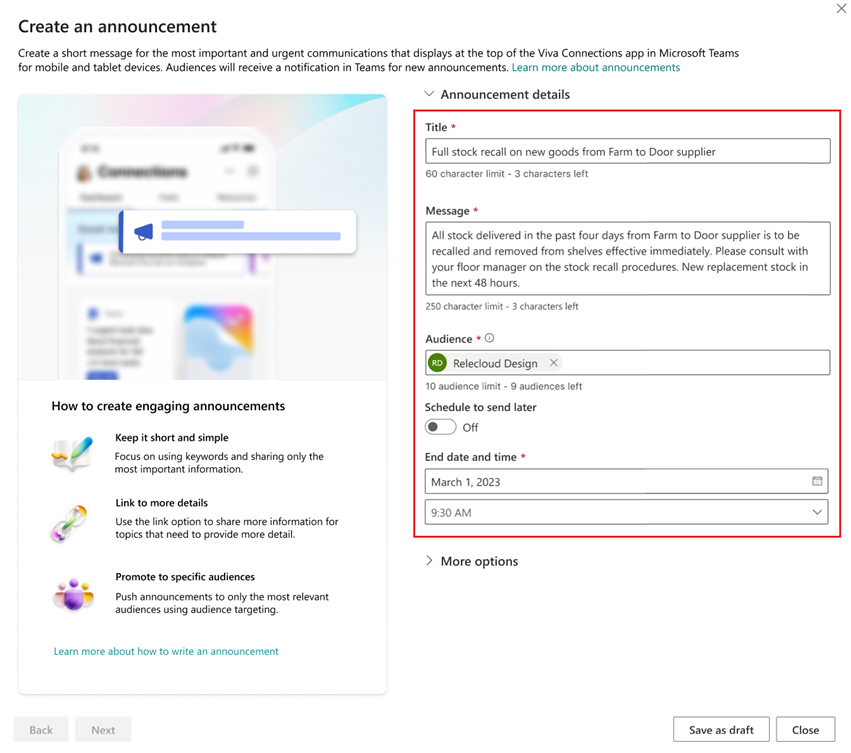 Create an announcement
Create a short message for the most important and urgent communications that displays at the top of the Viva Connections app in Microsoft Teams
for mobile and tablet devices. Audiences will receive a notification in Teams for new announcements. Learn more about announcements
Connections
How to create engaging announcements
Keep it short and simple
Focus on using keywords and sharing only the
most important information.
Link to more details
Use the link option to share more information for
topics that need to provide more detail.
Promote to specific audiences
Push announcements to only the most relevant
audiences using audience targeting.
Learn more about how to write an announcement
Announcement details
Title *
Full stock recall on new goods from Farm to Door supplier
60 character limit - 3 characters left
Message *
All stock delivered in the past four days from Farm to Door supplier is to be
recalled and removed from shelves effective immediately. Please consult with
your floor manager on the stock recall procedures. New replacement stock in
the next 48 hours.
250 character limit - 3 characters left
Audience *
RD Relecloud Design
10 audience limit - 9 audiences left
Schedule to send later
Off
End date and time *
March 1, 2023
9:30 AM
More options
Back
Next
Save as draft
Close